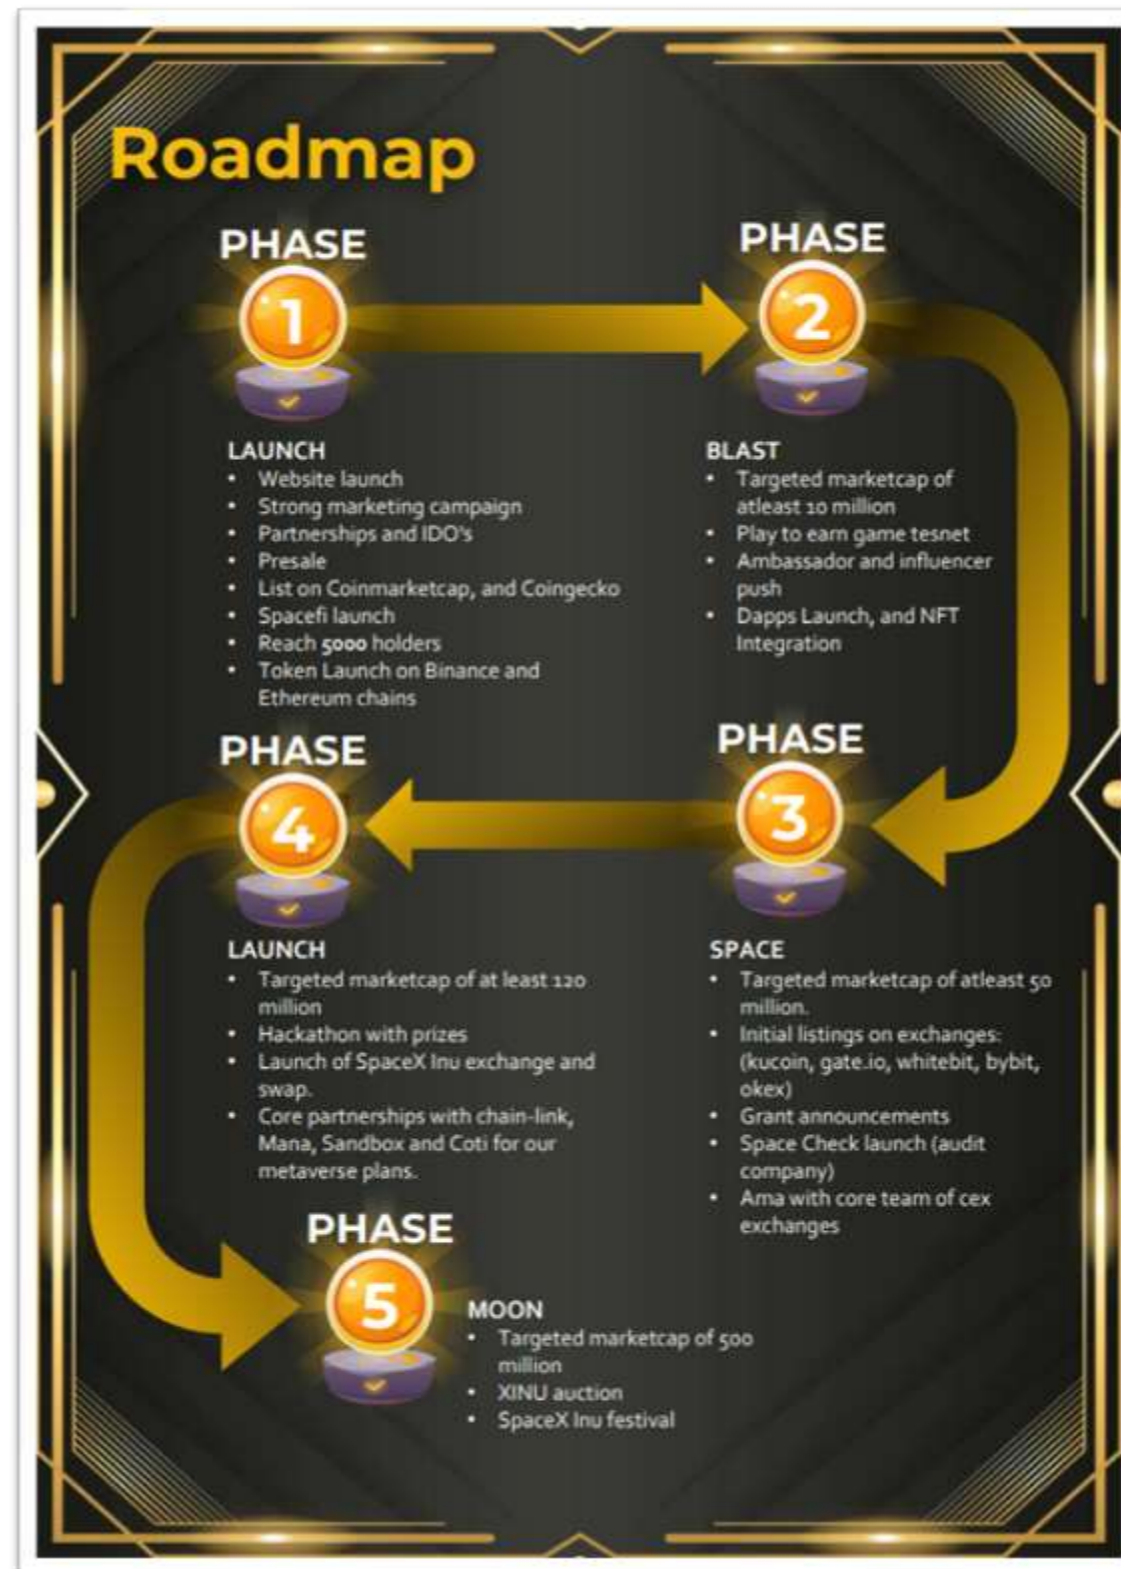 Roadmap
PHASE
1
LAUNCH
• Website launch
• Strong marketing campaign
• Partnerships and IDO's
• Presale
• List on Coinmarketcap, and Coingecko
• Spacefi launch
• Reach 5000 holders
• Token Launch on Binance and
Ethereum chains
PHASE
2
BLAST
• Targeted marketcap of
atleast 10 million
• Play to earn game tesnet
• Ambassador and influencer
push
• Dapps Launch, and NFT
Integration
PHASE
3
SPACE
• Targeted marketcap of atleast 50
million.
• Initial listings on exchanges:
(kucoin, gate.io, whitebit, bybit,
okex)
• Grant announcements
• Space Check launch (audit
company)
• Ama with core team of cex
exchanges
PHASE
4
LAUNCH
• Targeted marketcap of at least 120
million
• Hackathon with prizes
• Launch of SpaceX Inu exchange and
swap.
• Core partnerships with chain-link,
Mana, Sandbox and Coti for our
metaverse plans.
PHASE
5
MOON
• Targeted marketcap of 500
million
• XINU auction
• SpaceX Inu festival